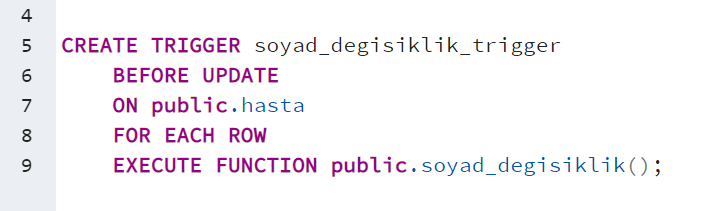 4
5 CREATE TRIGGER soyad_degisiklik_trigger
6 BEFORE UPDATE
7 ON public.hasta
8 FOR EACH ROW
9 EXECUTE FUNCTION public.soyad_degisiklik();